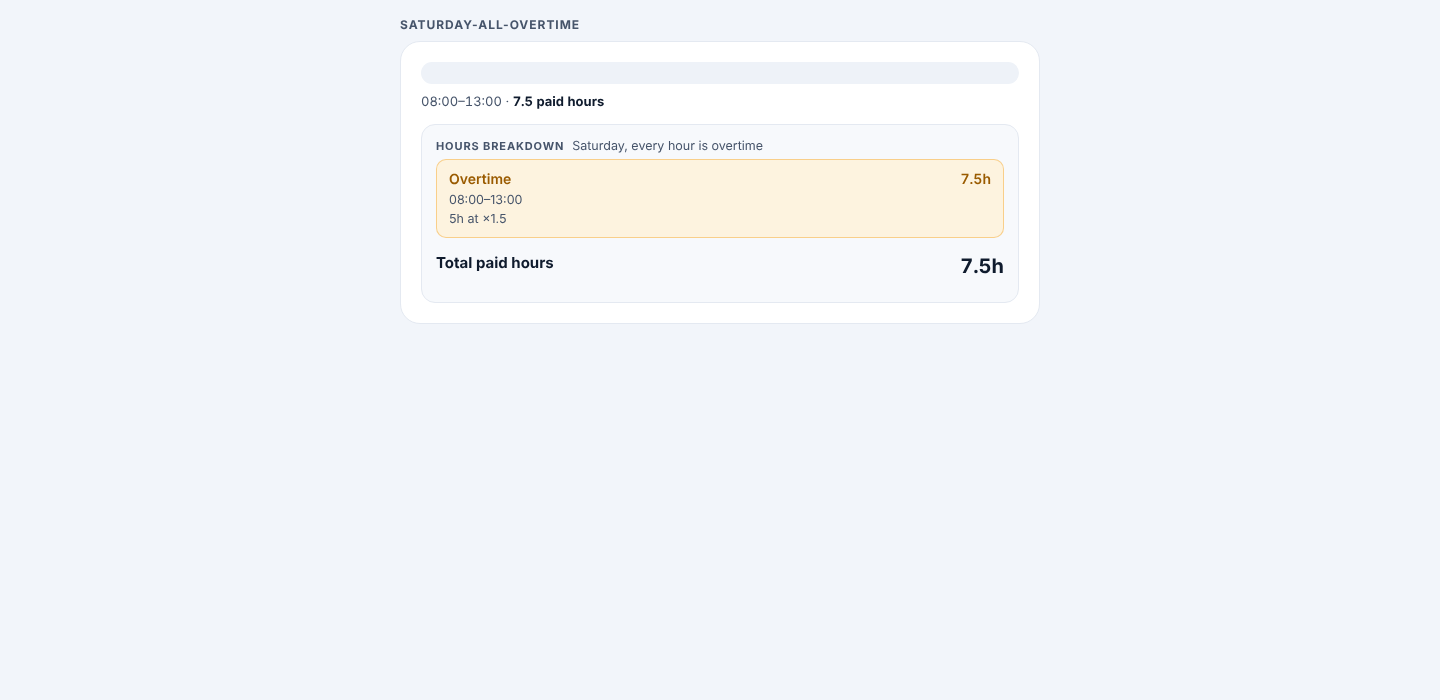 SATURDAY-ALL-OVERTIME
08:00–13:00 · 7.5 paid hours
HOURS BREAKDOWN Saturday, every hour is overtime
Overtime 7.5h
08:00–13:00
5h at ×1.5
Total paid hours 7.5h